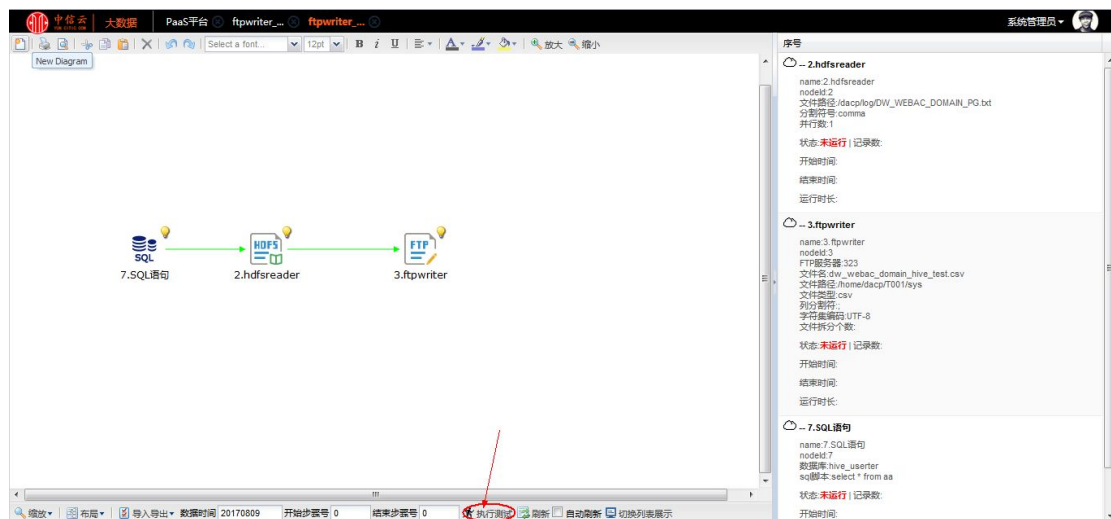 中信云 大数据 PaaS平台 ftpwriter_... ftpwriter_... 系统管理员
Select a font... 12pt B i U 放大 缩小 序号
New Diagram
-- 2.hdfsreader
name:2.hdfsreader
nodeId:2
文件路径:/dacp/log/DW_WEBAC_DOMAIN_PG.txt
分割符号:comma
并行数:1
状态:未运行 | 记录数:
开始时间:
结束时间:
运行时长:
-- 3.ftpwriter
name:3.ftpwriter
nodeId:3
FTP服务器:323
文件名:dw_webac_domain_hive_test.csv
文件路径:/home/dacp/T001/sys
文件类型:csv
列分割符:,
字符集编码:UTF-8
文件拆分个数:
状态:未运行 | 记录数:
开始时间:
结束时间:
运行时长:
-- 7.SQL语句
name:7.SQL语句
nodeId:7
数据库:hive_userter
sql脚本:select * from aa
状态:未运行 | 记录数:
开始时间:
SQL
HDFS
FTP
7.SQL语句 2.hdfsreader 3.ftpwriter
缩放 布局 导入导出 数据时间 20170809 开始步骤号 0 结束步骤号 0 执行测试 刷新 自动刷新 切换列表展示